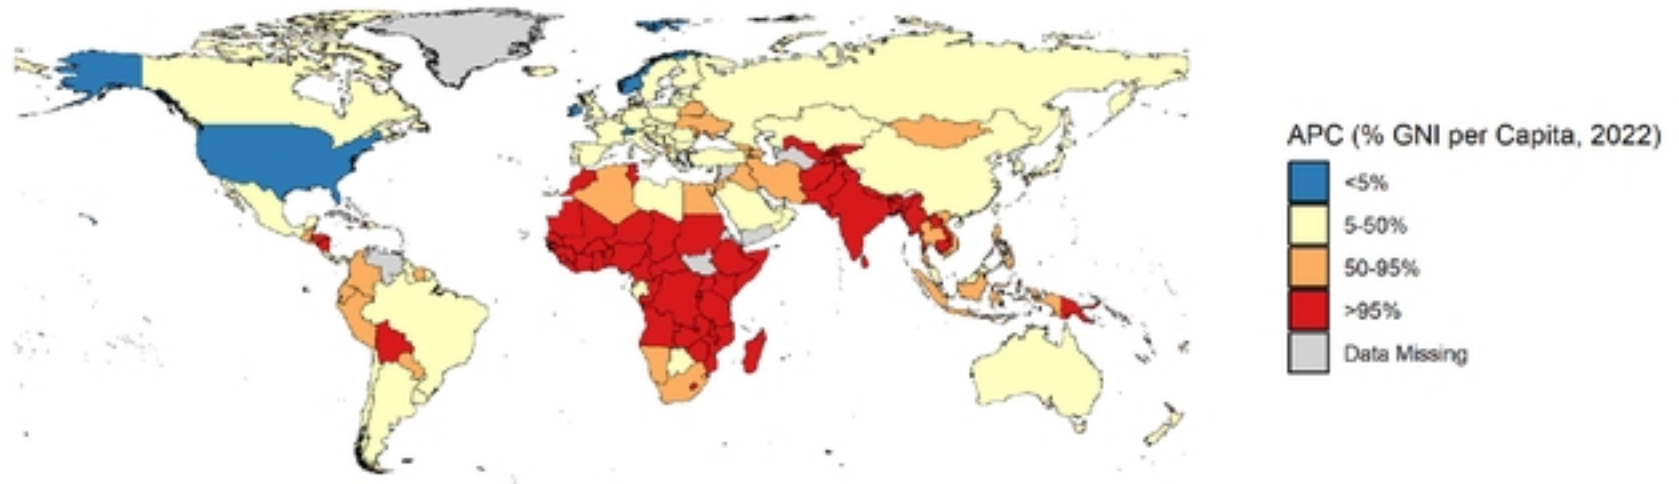 APC (% GNI per Capita, 2022)
<5%
5-50%
50-95%
>95%
Data Missing